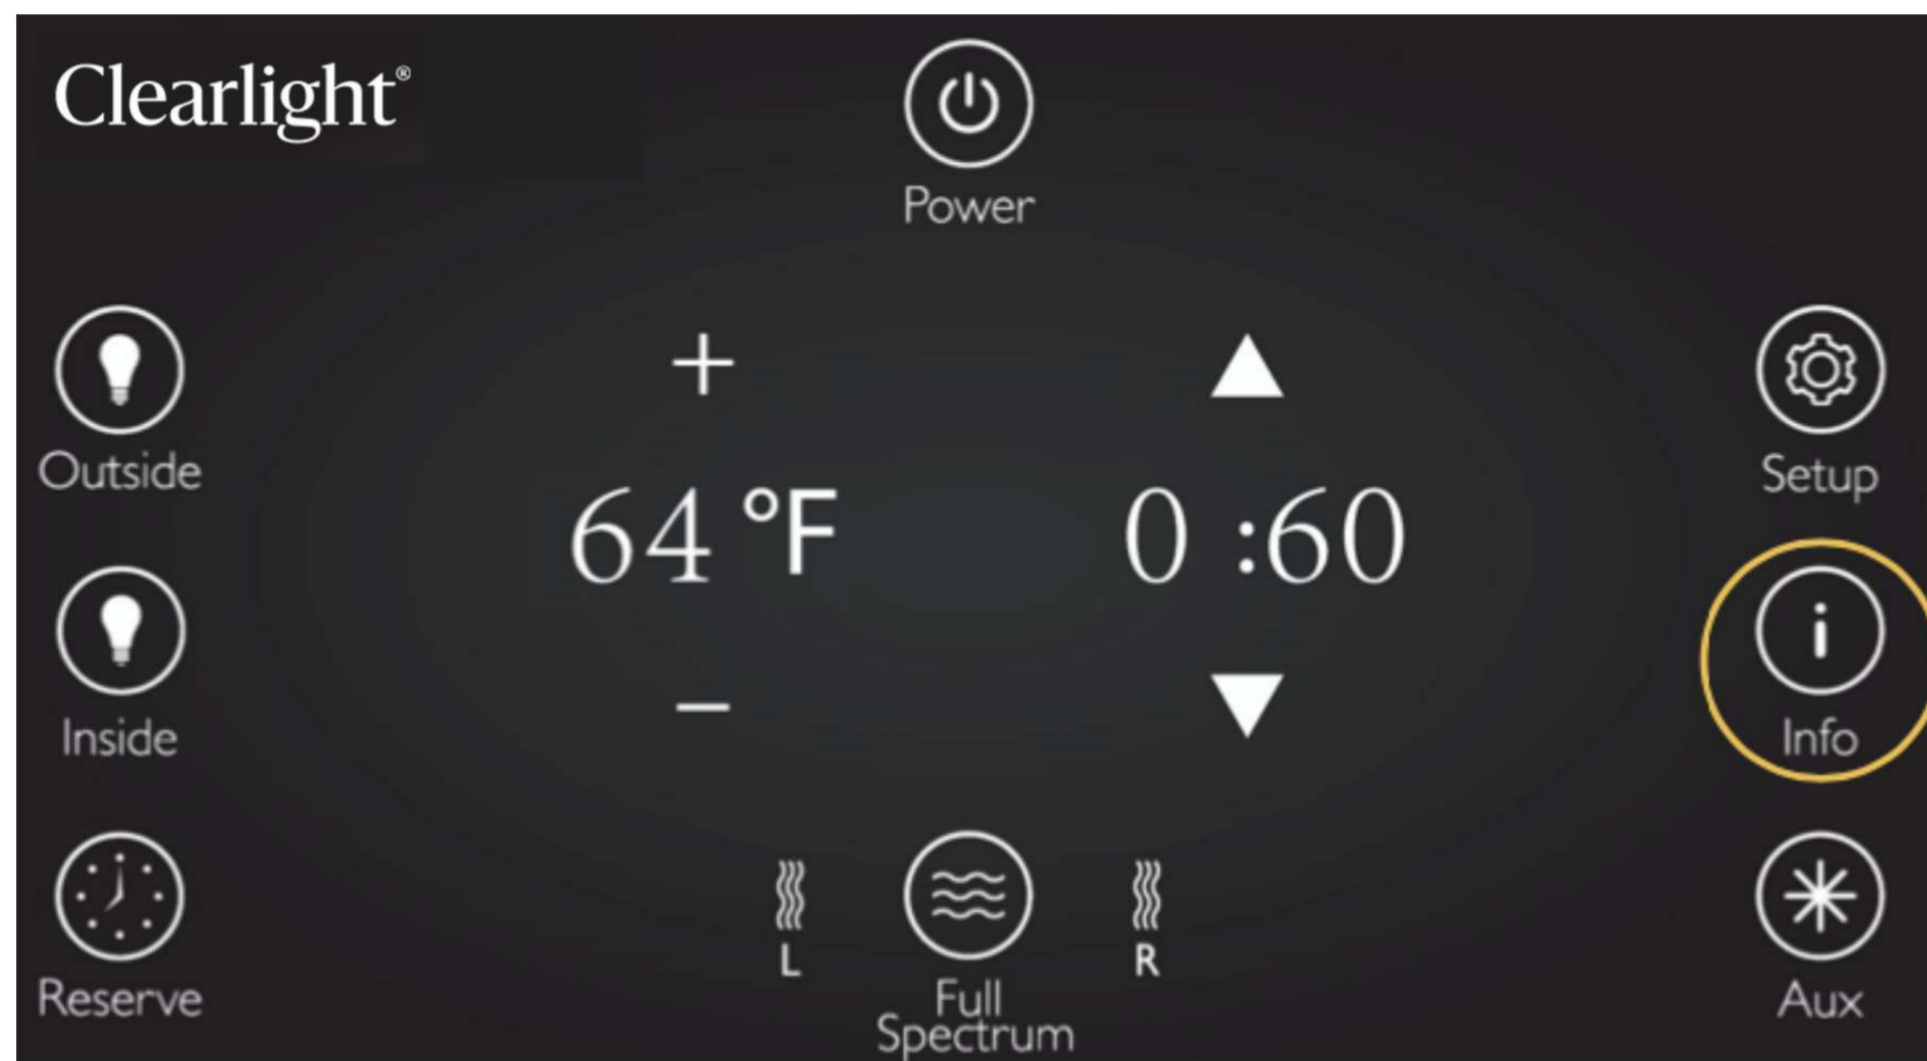 Clearlight®
Power
Outside
Setup
64 °F
0 :60
i
Inside
Info
L
R
Reserve
Full
Spectrum
Aux